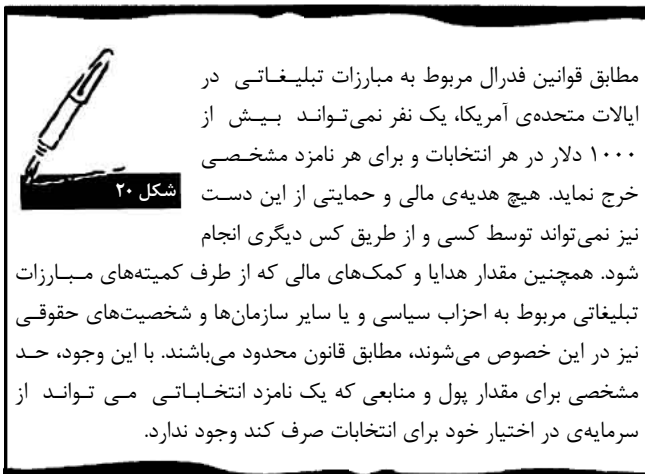 مطابق قوانین فدرال مربوط به مبارزات تبلیـغـاتـی در
ایالات متحده‌ی آمریکا، یک نفر نمی‌تـوانـد بـیـش از
۱۰۰۰ دلار در هر انتخابات و برای هر نامزد مشخـصـی
خرج نماید. هیچ هدیه‌ی مالی و حمایتی از این دسـت
شکل ۲۰
نیز نمی‌تواند توسط کسی و از طریق کس دیگری انجام
شود. همچنین مقدار هدایا و کمک‌های مالی که از طرف کمیته‌های مـبـارزات
تبلیغاتی مربوط به احزاب سیاسی و یا سایر سازمان‌ها و شخصیت‌های حقوقـی
نیز در این خصوص می‌شوند، مطابق قانون محدود می‌باشند. با این وجود، حـد
مشخصی برای مقدار پول و منابعی که یک نامزد انتخـابـاتـی مـی تـوانـد از
سرمایه‌ی در اختیار خود برای انتخابات صرف کند وجود ندارد.